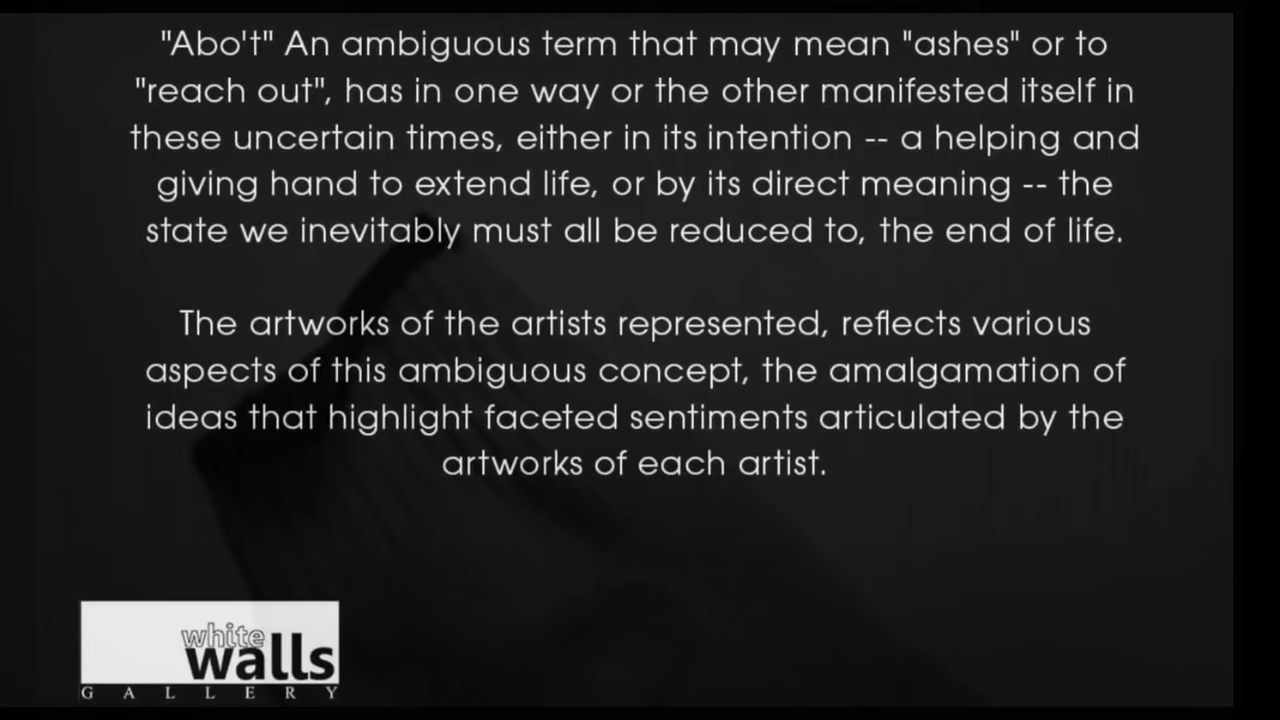 "Abo't" An ambiguous term that may mean "ashes" or to
"reach out", has in one way or the other manifested itself in
these uncertain times, either in its intention -- a helping and
giving hand to extend life, or by its direct meaning -- the
state we inevitably must all be reduced to, the end of life.
The artworks of the artists represented, reflects various
aspects of this ambiguous concept, the amalgamation of
ideas that highlight faceted sentiments articulated by the
artworks of each artist.
white
walls
GALLERY